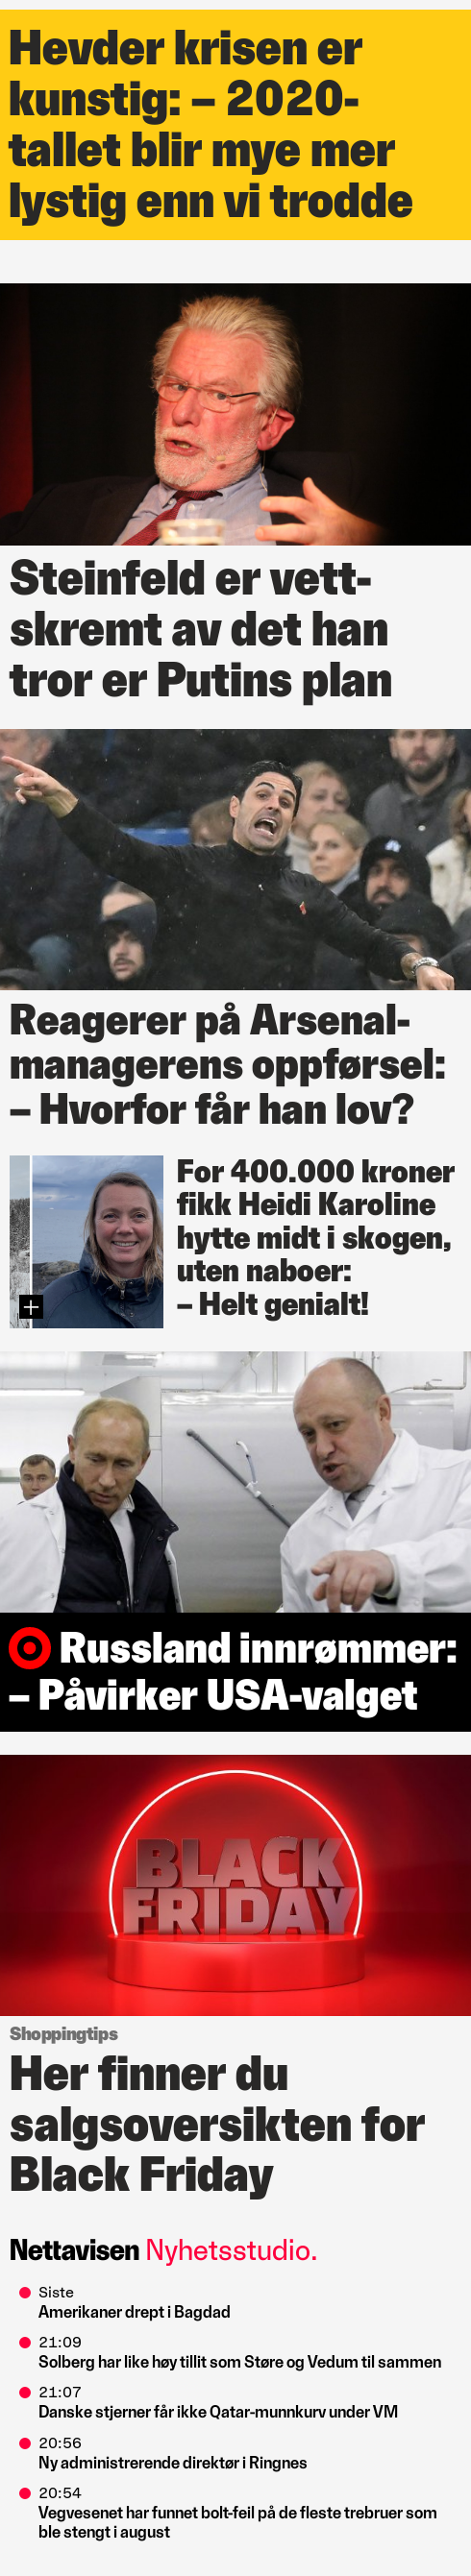 Hevder krisen er
kunstig: – 2020-
tallet blir mye mer
lystig enn vi trodde
Steinfeld er vett-
skremt av det han
tror er Putins plan
Reagerer på Arsenal-
managerens oppførsel:
– Hvorfor får han lov?
For 400.000 kroner
fikk Heidi Karoline
hytte midt i skogen,
uten naboer:
– Helt genialt!
Russland innrømmer:
– Påvirker USA-valget
BLACK
FRIDAY
Shoppingtips
Her finner du
salgsoversikten for
Black Friday
Nettavisen Nyhetsstudio.
Siste
Amerikaner drept i Bagdad
21:09
Solberg har like høy tillit som Støre og Vedum til sammen
21:07
Danske stjerner får ikke Qatar-munnkurv under VM
20:56
Ny administrerende direktør i Ringnes
20:54
Vegvesenet har funnet bolt-feil på de fleste trebruer som
ble stengt i august